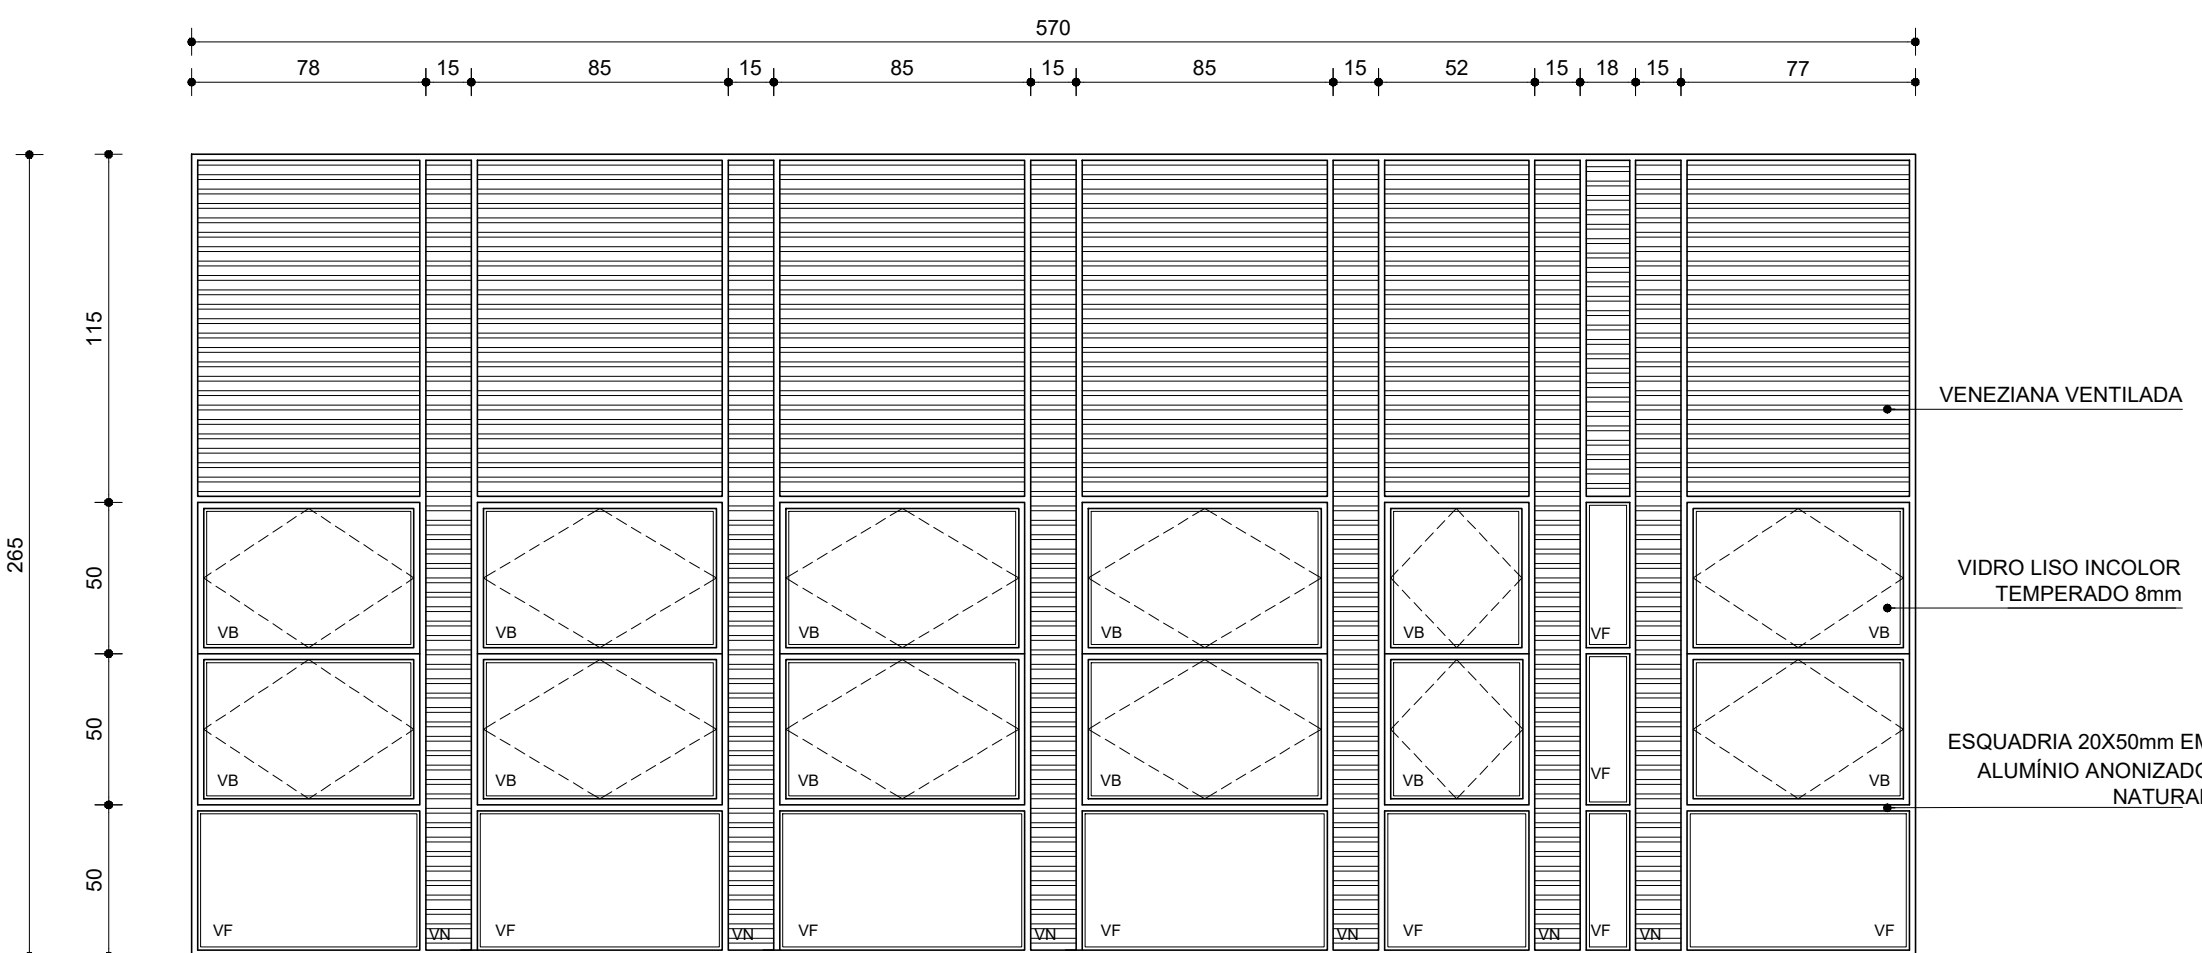 570
78 15 85 15 85 15 85 15 52 15 18 15 77
265
115
50
50
50
VENEZIANA VENTILADA
VIDRO LISO INCOLOR
TEMPERADO 8mm
VB VB VB VB VB VF VB
ESQUADRIA 20X50mm EM
ALUMÍNIO ANONIZADO
NATURAL
VB VB VB VB VB VF VB
VF VN VF VN VF VN VF VN VF VN VF VN VF